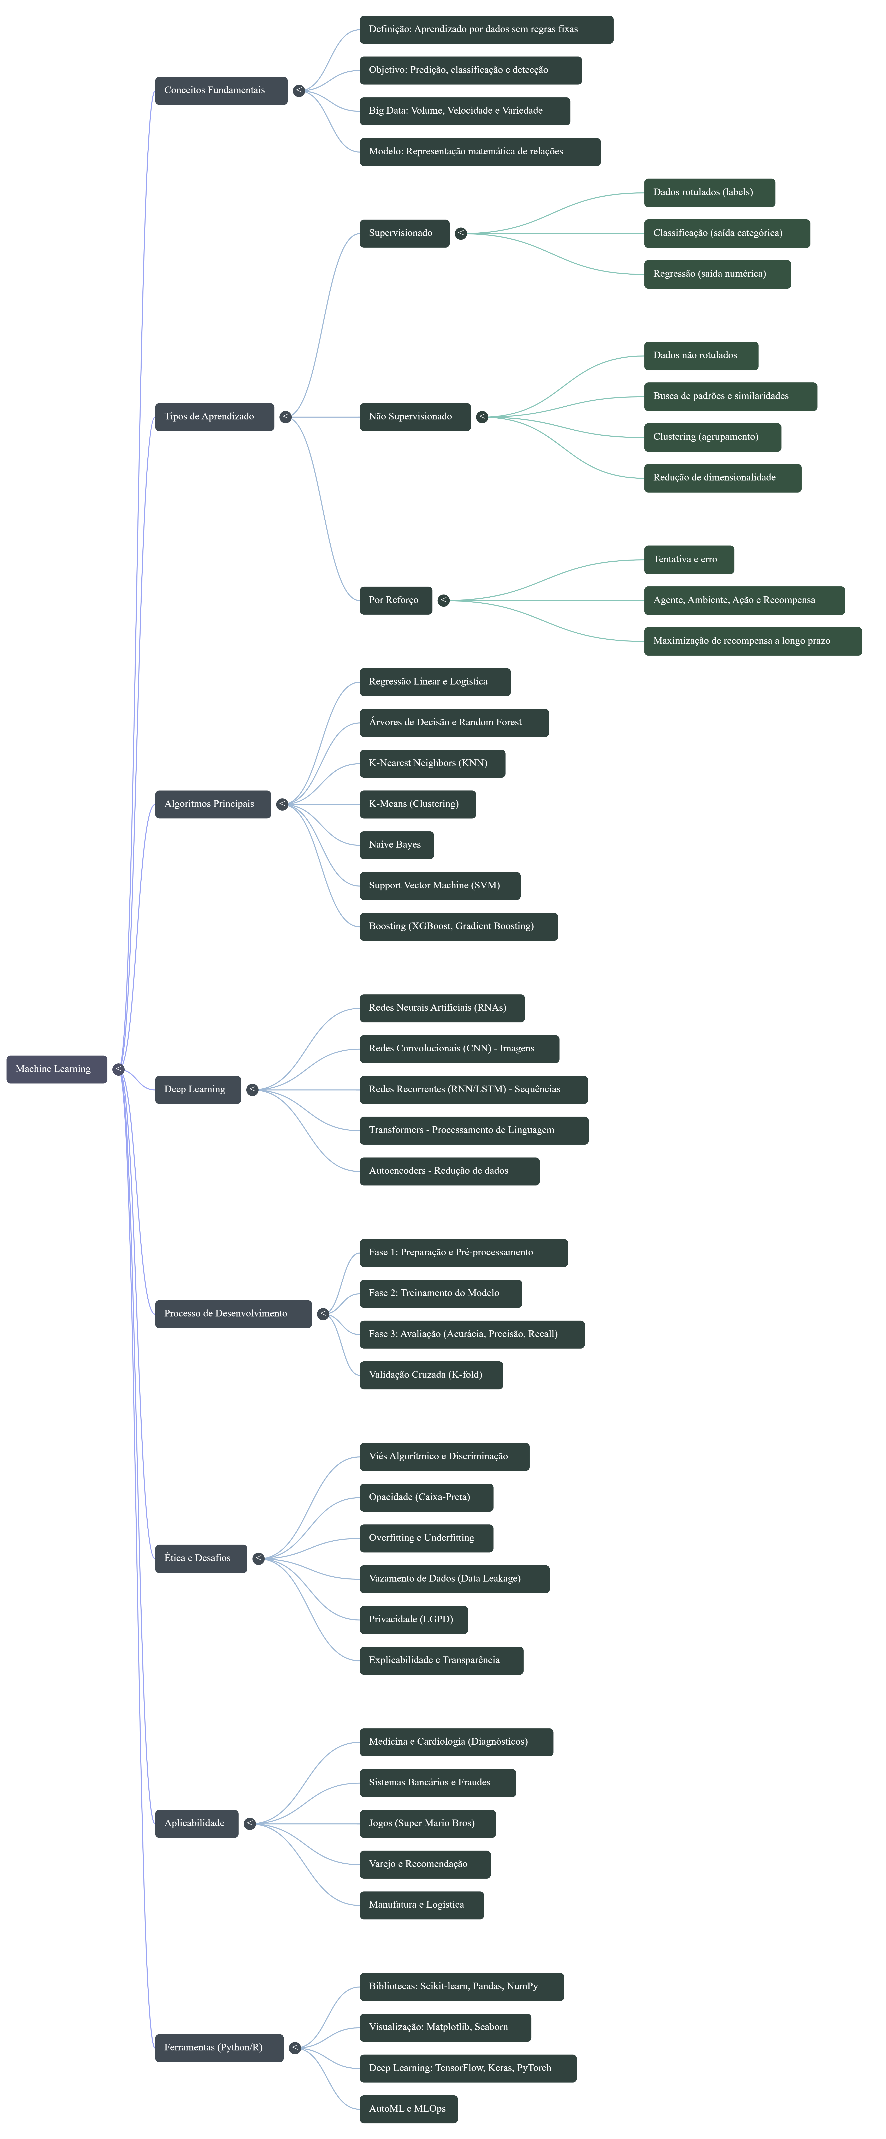 Machine Learning
Conceitos Fundamentais
Definição: Aprendizado por dados sem regras fixas
Objetivo: Predição, classificação e detecção
Big Data: Volume, Velocidade e Variedade
Modelo: Representação matemática de relações
Tipos de Aprendizado
Supervisionado
Dados rotulados (labels)
Classificação (saída categórica)
Regressão (saída numérica)
Não Supervisionado
Dados não rotulados
Busca de padrões e similaridades
Clustering (agrupamento)
Redução de dimensionalidade
Por Reforço
Tentativa e erro
Agente, Ambiente, Ação e Recompensa
Maximização de recompensa a longo prazo
Algoritmos Principais
Regressão Linear e Logística
Árvores de Decisão e Random Forest
K-Nearest Neighbors (KNN)
K-Means (Clustering)
Naive Bayes
Support Vector Machine (SVM)
Boosting (XGBoost, Gradient Boosting)
Deep Learning
Redes Neurais Artificiais (RNAs)
Redes Convolucionais (CNN) - Imagens
Redes Recorrentes (RNN/LSTM) - Sequências
Transformers - Processamento de Linguagem
Autoencoders - Redução de dados
Processo de Desenvolvimento
Fase 1: Preparação e Pré-processamento
Fase 2: Treinamento do Modelo
Fase 3: Avaliação (Acurácia, Precisão, Recall)
Validação Cruzada (K-fold)
Ética e Desafios
Viés Algorítmico e Discriminação
Opacidade (Caixa-Preta)
Overfitting e Underfitting
Vazamento de Dados (Data Leakage)
Privacidade (LGPD)
Explicabilidade e Transparência
Aplicabilidade
Medicina e Cardiologia (Diagnósticos)
Sistemas Bancários e Fraudes
Jogos (Super Mario Bros)
Varejo e Recomendação
Manufatura e Logística
Ferramentas (Python/R)
Bibliotecas: Scikit-learn, Pandas, NumPy
Visualização: Matplotlib, Seaborn
Deep Learning: TensorFlow, Keras, PyTorch
AutoML e MLOps